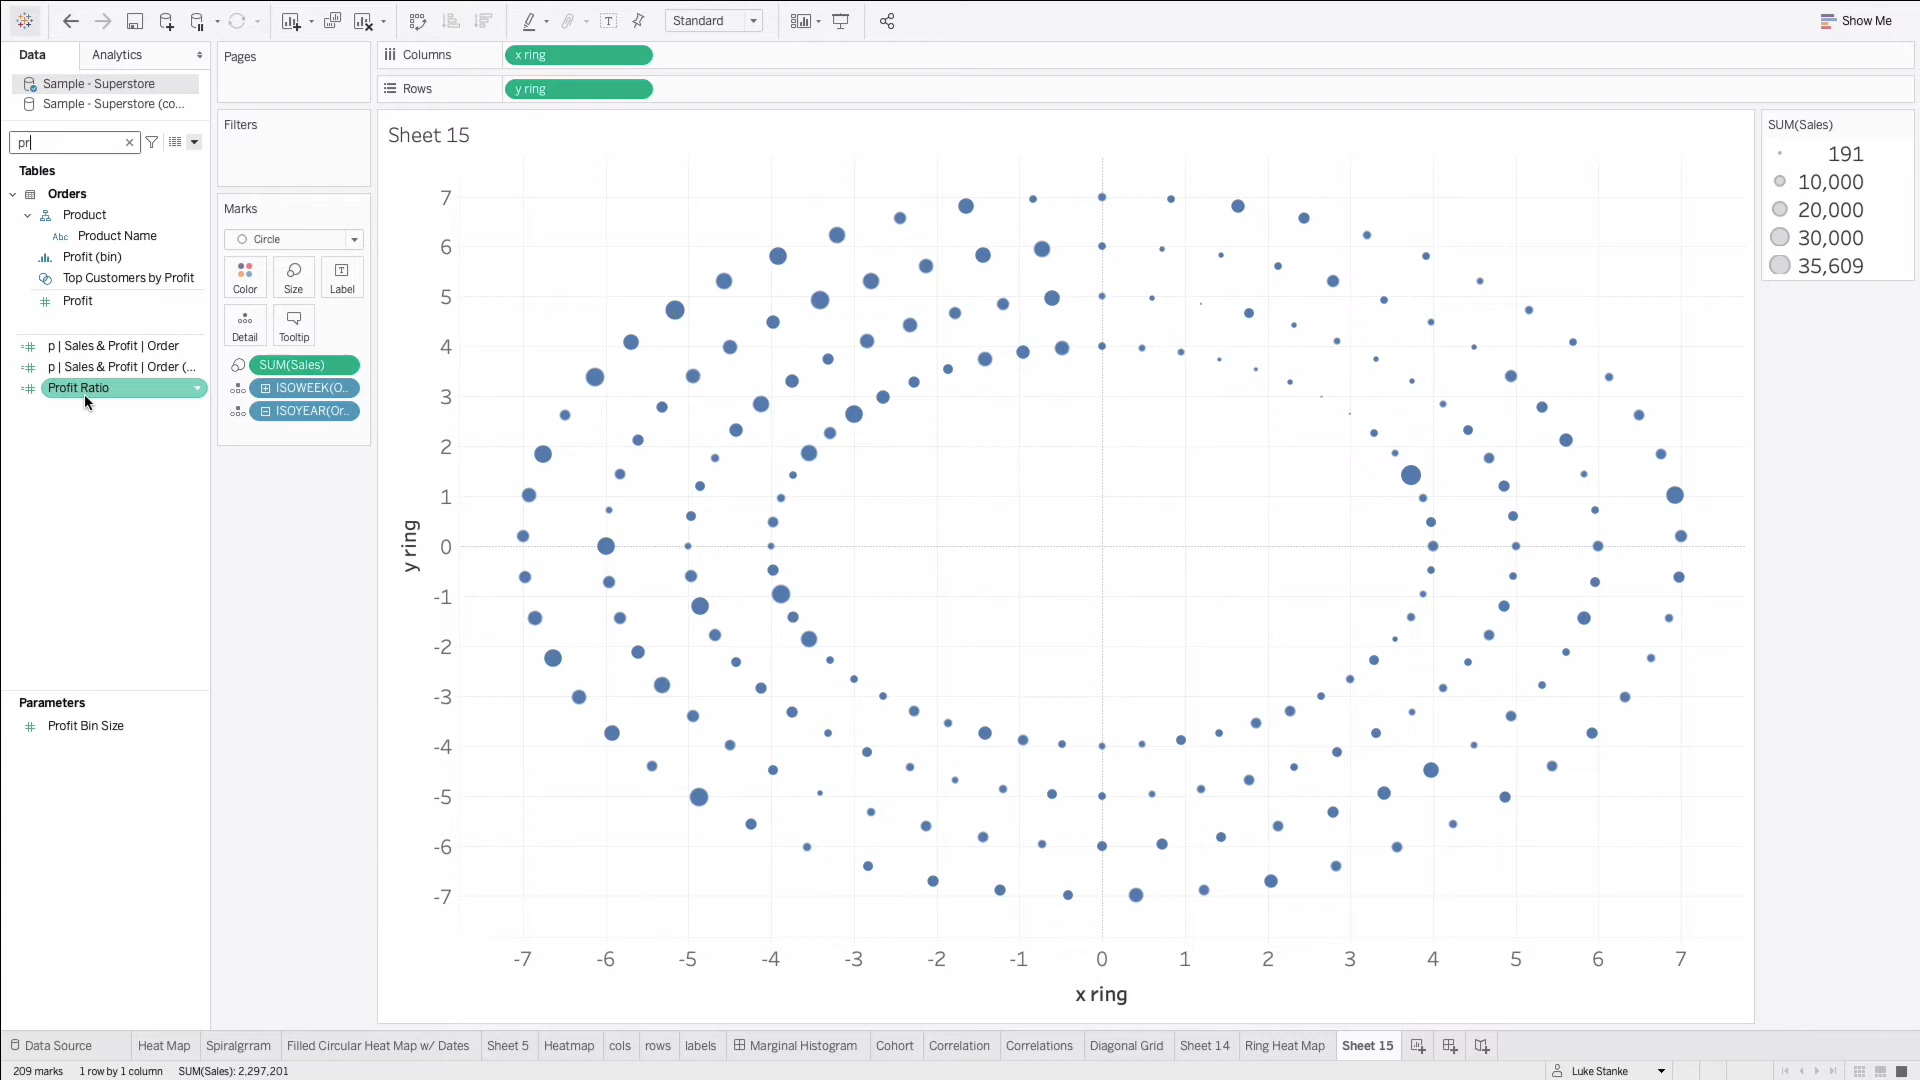 Standard
Show Me
Data
Analytics
Pages
Columns
x ring
Rows
y ring
Sample - Superstore
Sample - Superstore (co...
pr
Filters
Sheet 15
SUM(Sales)
191
10,000
20,000
30,000
35,609
Tables
Orders
Product
Abc Product Name
Profit (bin)
Top Customers by Profit
Profit
p | Sales & Profit | Order
p | Sales & Profit | Order (...
Profit Ratio
Marks
Circle
Color
Size
Label
Detail
Tooltip
SUM(Sales)
ISOWEEK(O..
ISOYEAR(Or..
Parameters
Profit Bin Size
7
6
5
4
3
2
1
0
-1
-2
-3
-4
-5
-6
-7
y ring
-7 -6 -5 -4 -3 -2 -1 0 1 2 3 4 5 6 7
x ring
Data Source
Heat Map
Spiralgrram
Filled Circular Heat Map w/ Dates
Sheet 5
Heatmap
cols
rows
labels
Marginal Histogram
Cohort
Correlation
Correlations
Diagonal Grid
Sheet 14
Ring Heat Map
Sheet 15
209 marks
1 row by 1 column
SUM(Sales): 2,297,201
Luke Stanke